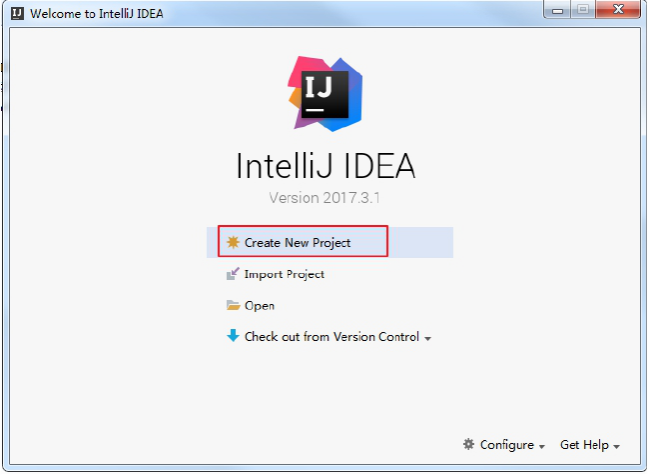 Welcome to IntelliJ IDEA
IJ
IntelliJ IDEA
Version 2017.3.1
Create New Project
Import Project
Open
Check out from Version Control
Configure
Get Help